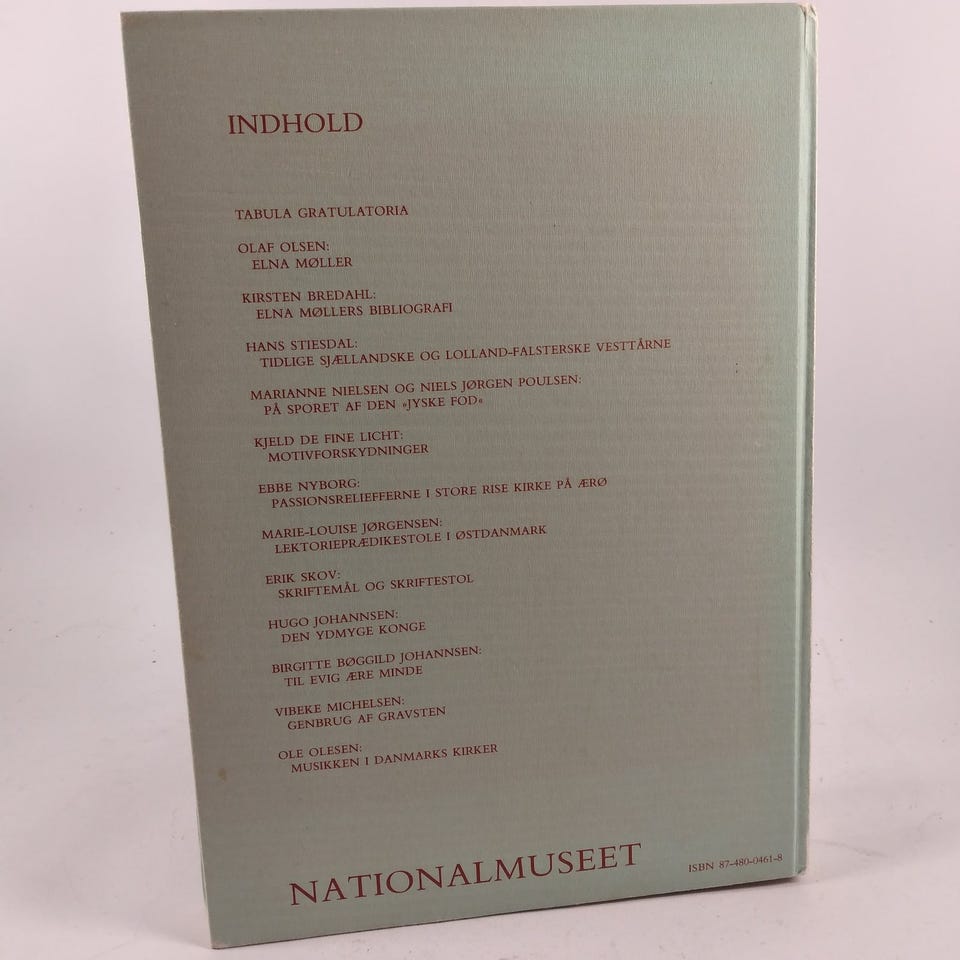 INDHOLD
TABULA GRATULATORIA
OLAF OLSEN:
ELNA MØLLER
KIRSTEN BREDAHL:
ELNA MØLLERS BIBLIOGRAFI
HANS STIESDAL:
TIDLIGE SJÆLLANDSKE OG LOLLAND-FALSTERSKE VESTTÅRNE
MARIANNE NIELSEN OG NIELS JØRGEN POULSEN:
PÅ SPORET AF DEN «JYSKE FOD«
KJELD DE FINE LICHT:
MOTIVFORSKYDNINGER
EBBE NYBORG:
PASSIONSRELIEFFERNE I STORE RISE KIRKE PÅ ÆRØ
MARIE-LOUISE JØRGENSEN:
LEKTORIEPRÆDIKESTOLE I ØSTDANMARK
ERIK SKOV:
SKRIFTEMÅL OG SKRIFTESTOL
HUGO JOHANNSEN:
DEN YDMYGE KONGE
BIRGITTE BØGGILD JOHANNSEN:
TIL EVIG ÆRE MINDE
VIBEKE MICHELSEN:
GENBRUG AF GRAVSTEN
OLE OLESEN:
MUSIKKEN I DANMARKS KIRKER
NATIONALMUSEET
ISBN 87-480-0461-8